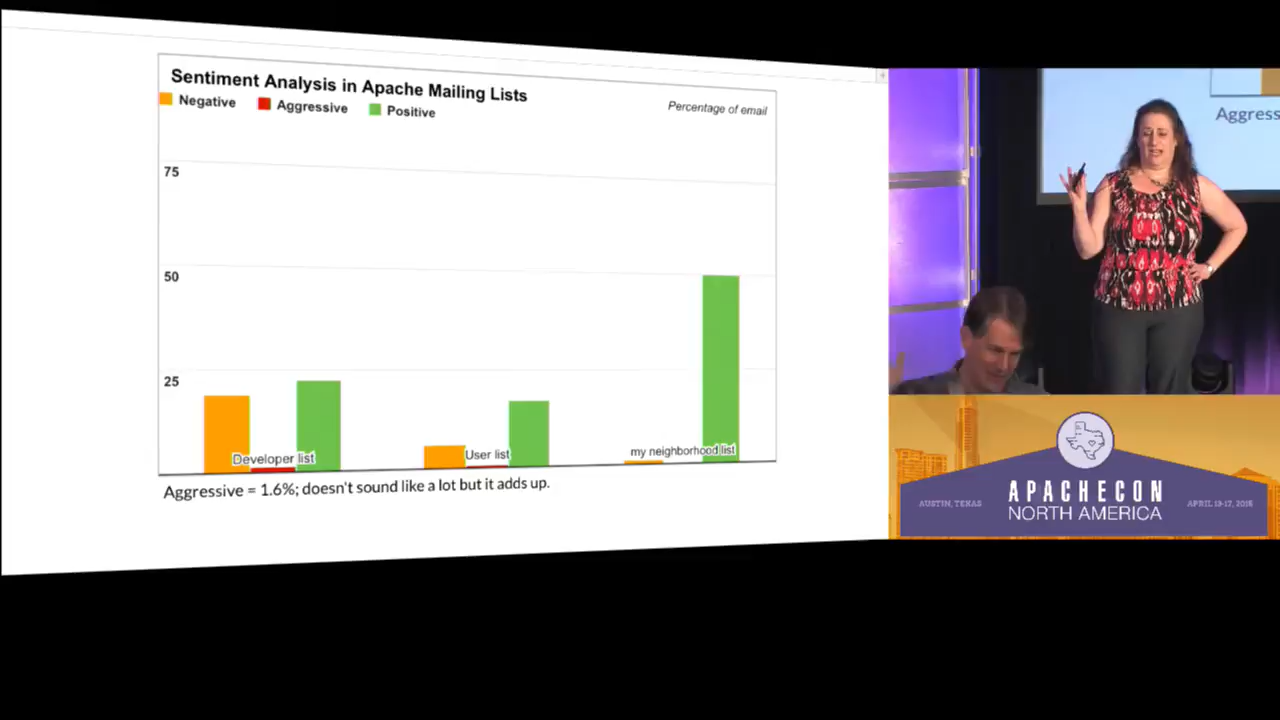 Sentiment Analysis in Apache Mailing Lists
Negative Aggressive Positive
Percentage of email
75
50
25
Developer list
User list
my neighborhood list
Aggressive = 1.6%; doesn't sound like a lot but it adds up.
Aggress
AUSTIN, TEXAS
APACHECON
NORTH AMERICA
APRIL 13-17, 2015